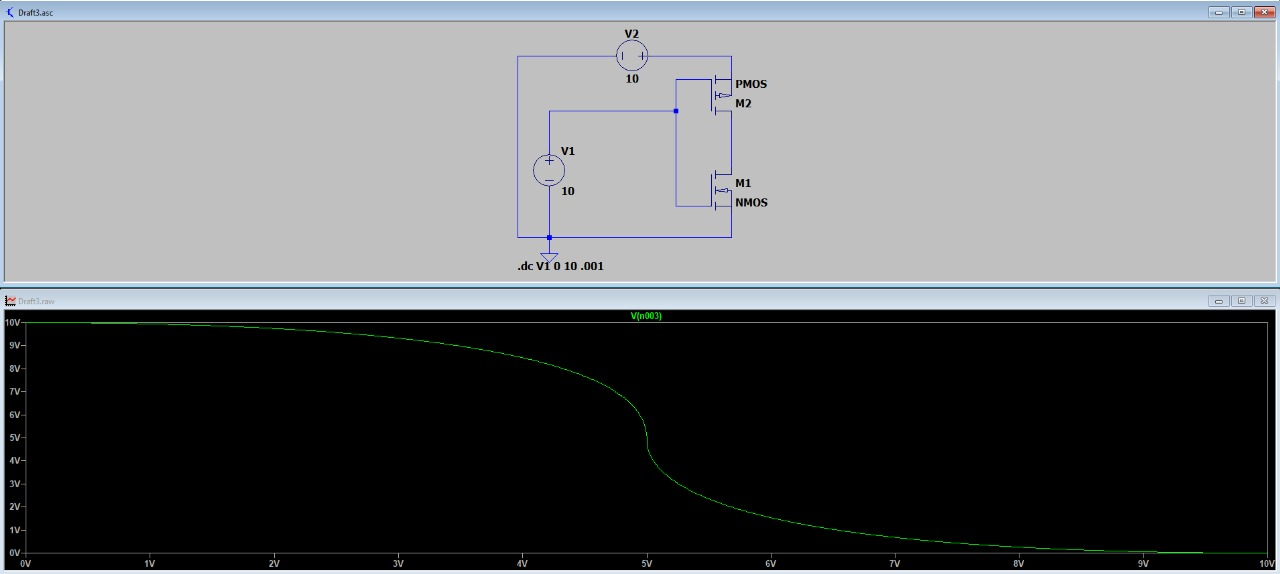 Draft3.asc
V2
10
PMOS
M2
V1
10
M1
NMOS
.dc V1 0 10 .001
Draft3.raw
V(n003)
10V
9V
8V
7V
6V
5V
4V
3V
2V
1V
0V
0V 1V 2V 3V 4V 5V 6V 7V 8V 9V 10V